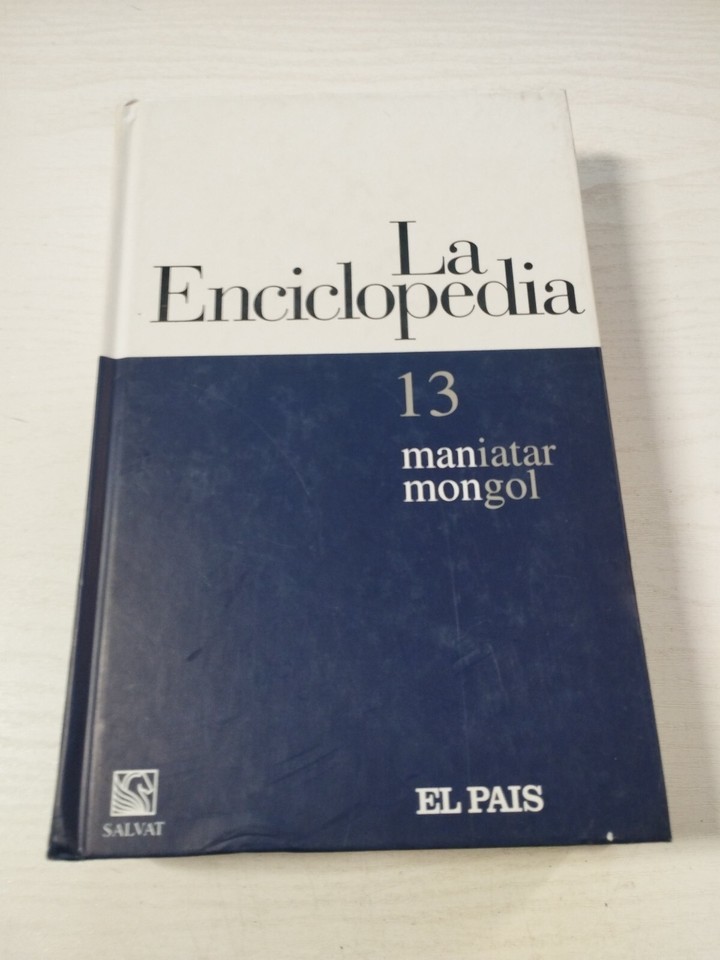 La
Enciclopedia
13
maniatar
mongol
SALVAT
EL PAIS